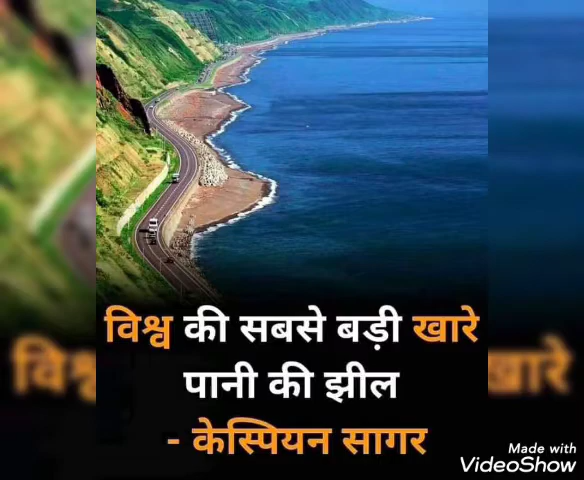 विश्व की सबसे बड़ी खारे
पानी की झील
- केस्पियन सागर
Made with
VideoShow